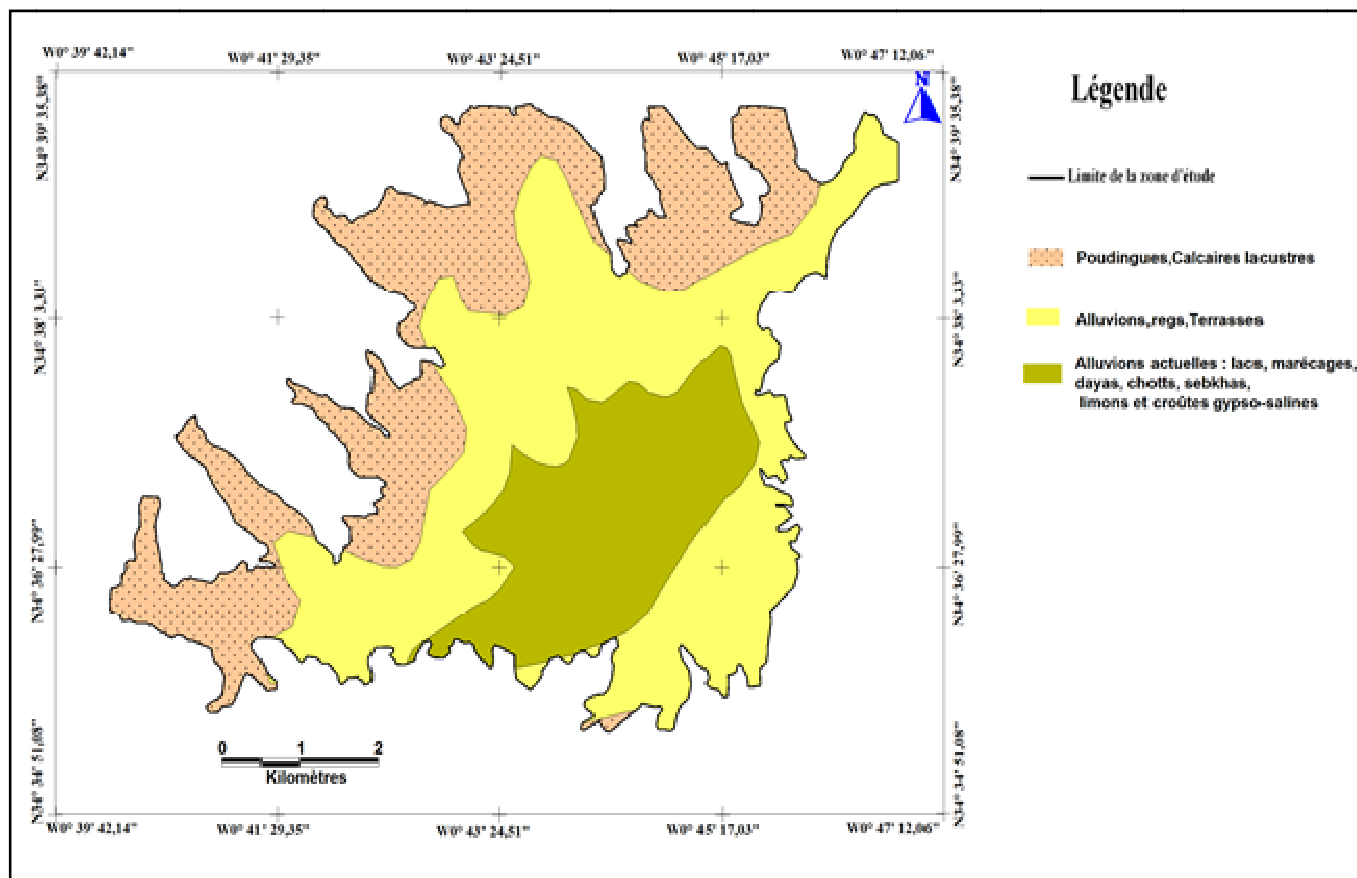 W0° 39' 42,14" W0° 41' 29,35" W0° 43' 24,51" W0° 45' 17,03" W0° 47' 12,06"
N34° 39' 35,38" N34° 39' 35,38"
N
Légende
Limite de la zone d'étude
Poudingues,Calcaires lacustres
Alluvions,regs,Terrasses
N34° 38' 3,33" N34° 38' 3,33"
Alluvions actuelles : lacs, marécages,
dayas, chotts, sebkhas,
limons et croûtes gypso-salines
N34° 36' 27,99" N34° 36' 27,99"
0 1 2
Kilomètres
N34° 34' 51,08" N34° 34' 51,08"
W0° 39' 42,14" W0° 41' 29,35" W0° 43' 24,51" W0° 45' 17,03" W0° 47' 12,06"